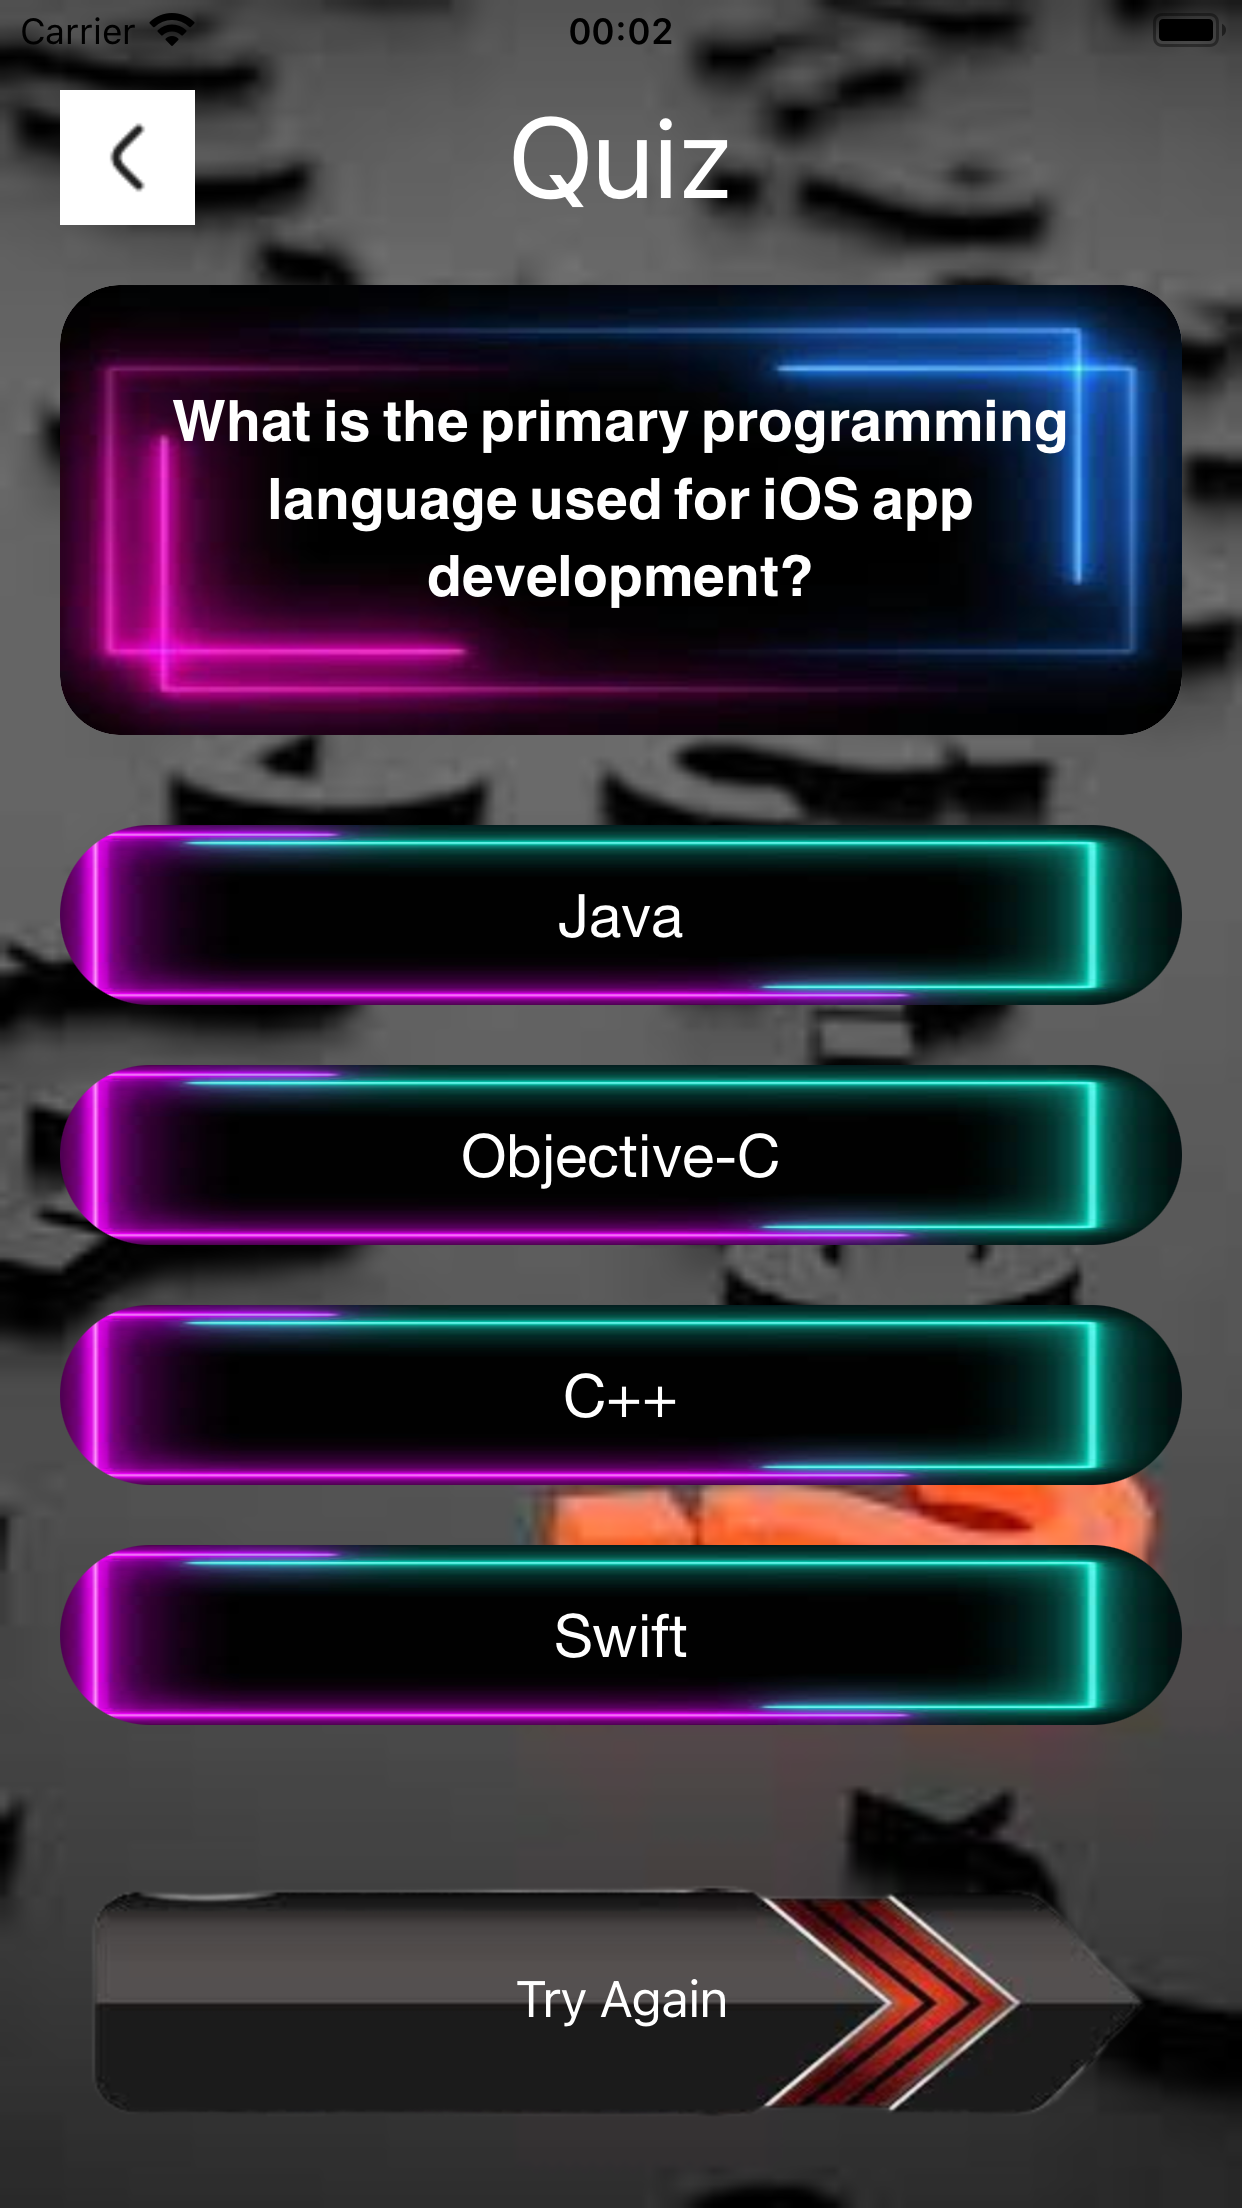 Carrier 00:02
Quiz
What is the primary programming
language used for iOS app
development?
Java
Objective-C
C++
Swift
Try Again